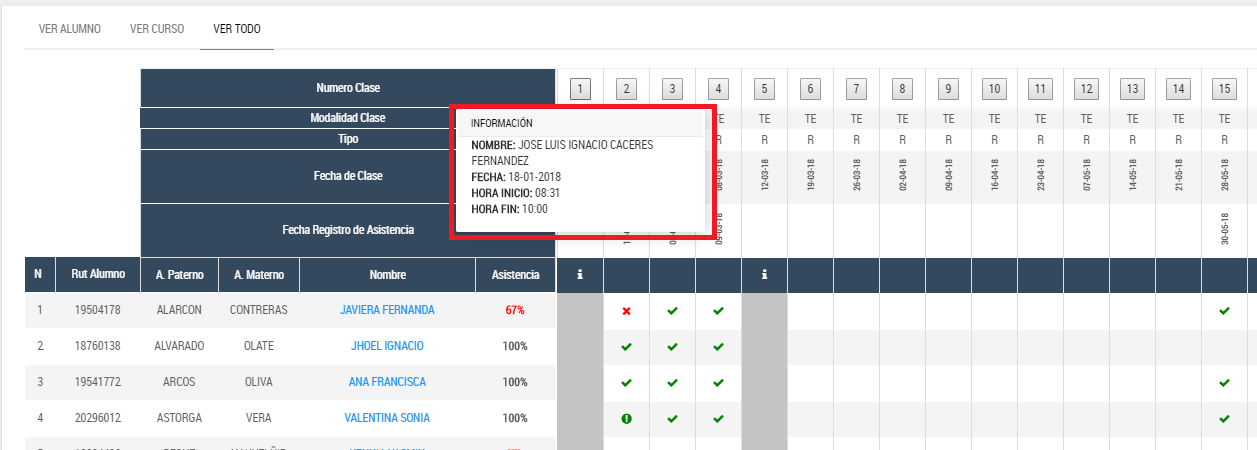 VER ALUMNO VER CURSO VER TODO
Numero Clase 1 2 3 4 5 6 7 8 9 10 11 12 13 14 15
Modalidad Clase TE TE TE TE TE TE TE TE TE TE TE TE
Tipo R R R R R R R R R R R R
Fecha de Clase 08-03-18 12-03-18 19-03-18 26-03-18 02-04-18 09-04-18 16-04-18 23-04-18 07-05-18 14-05-18 21-05-18 28-05-18
Fecha Registro de Asistencia 09-03-18 30-05-18
INFORMACIÓN
NOMBRE: JOSE LUIS IGNACIO CACERES
FERNANDEZ
FECHA: 18-01-2018
HORA INICIO: 08:31
HORA FIN: 10:00
N Rut Alumno A. Paterno A. Materno Nombre Asistencia i i
1 19504178 ALARCON CONTRERAS JAVIERA FERNANDA 67%
2 18760138 ALVARADO OLATE JHOEL IGNACIO 100%
3 19541772 ARCOS OLIVA ANA FRANCISCA 100%
4 20296012 ASTORGA VERA VALENTINA SONIA 100%